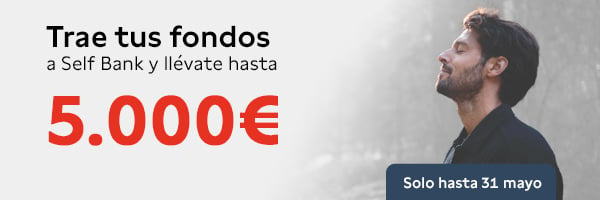 Trae tus fondos
a Self Bank y llévate hasta
5.000€
Solo hasta 31 mayo